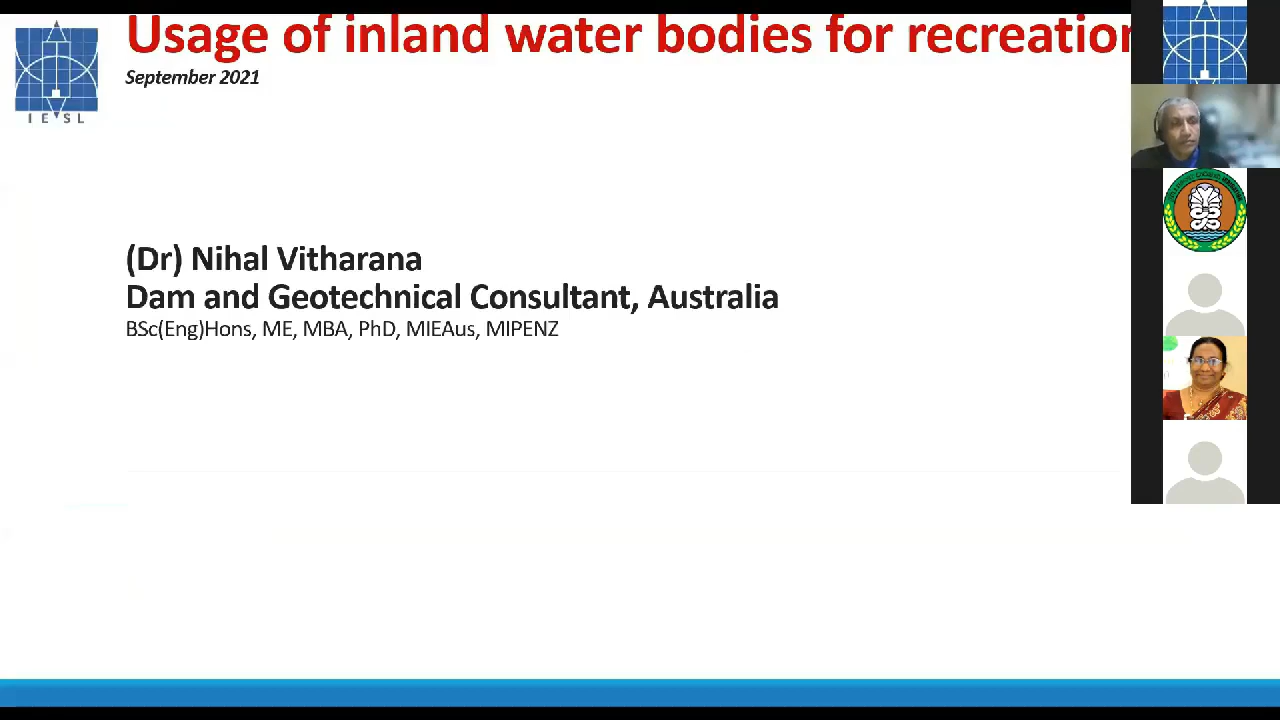 Usage of inland water bodies for recreation
September 2021
I E S L
(Dr) Nihal Vitharana
Dam and Geotechnical Consultant, Australia
BSc(Eng)Hons, ME, MBA, PhD, MIEAus, MIPENZ